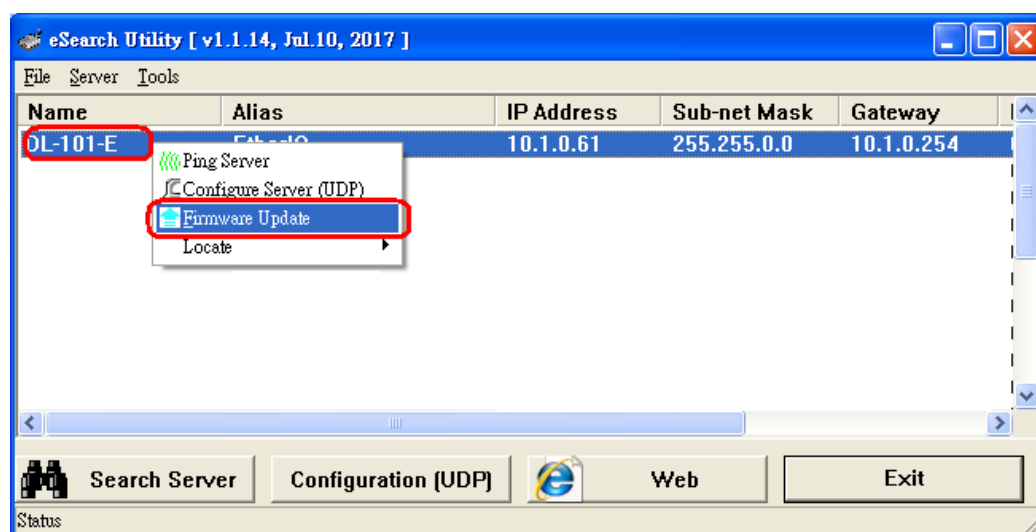 eSearch Utility [ v1.1.14, Jul.10, 2017 ]
File Server Tools
Name Alias IP Address Sub-net Mask Gateway
DL-101-E 10.1.0.61 255.255.0.0 10.1.0.254
Ping Server
Configure Server (UDP)
Firmware Update
Locate
Search Server Configuration (UDP) Web Exit
Status